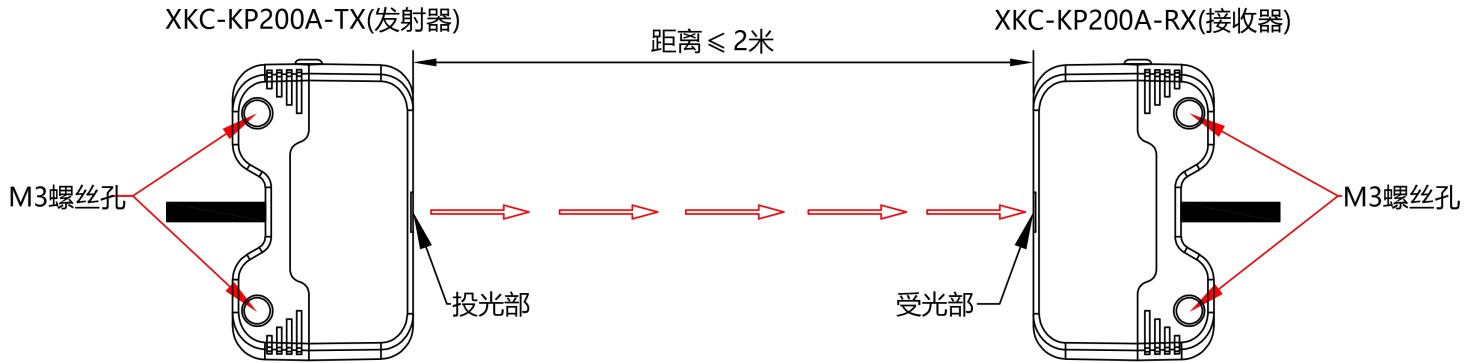 XKC-KP200A-TX(发射器)
XKC-KP200A-RX(接收器)
距离≤2米
M3螺丝孔
M3螺丝孔
投光部
受光部